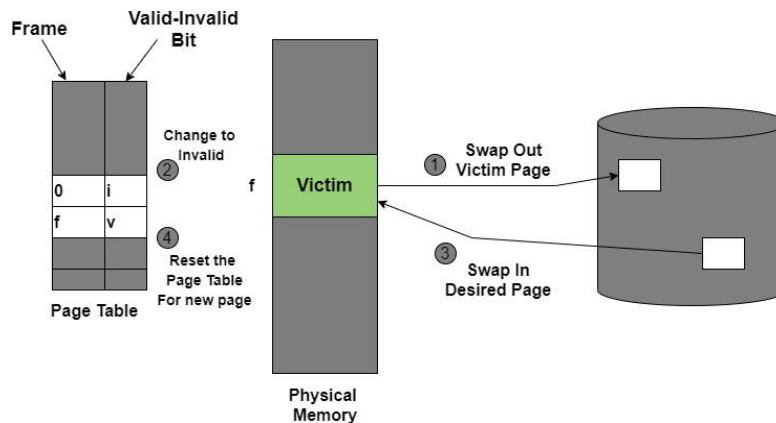 Frame
Valid-Invalid
Bit
Change to
Invalid
2
0 i
f v
4
Reset the
Page Table
For new page
Page Table
f
Victim
Physical
Memory
1
Swap Out
Victim Page
3
Swap In
Desired Page